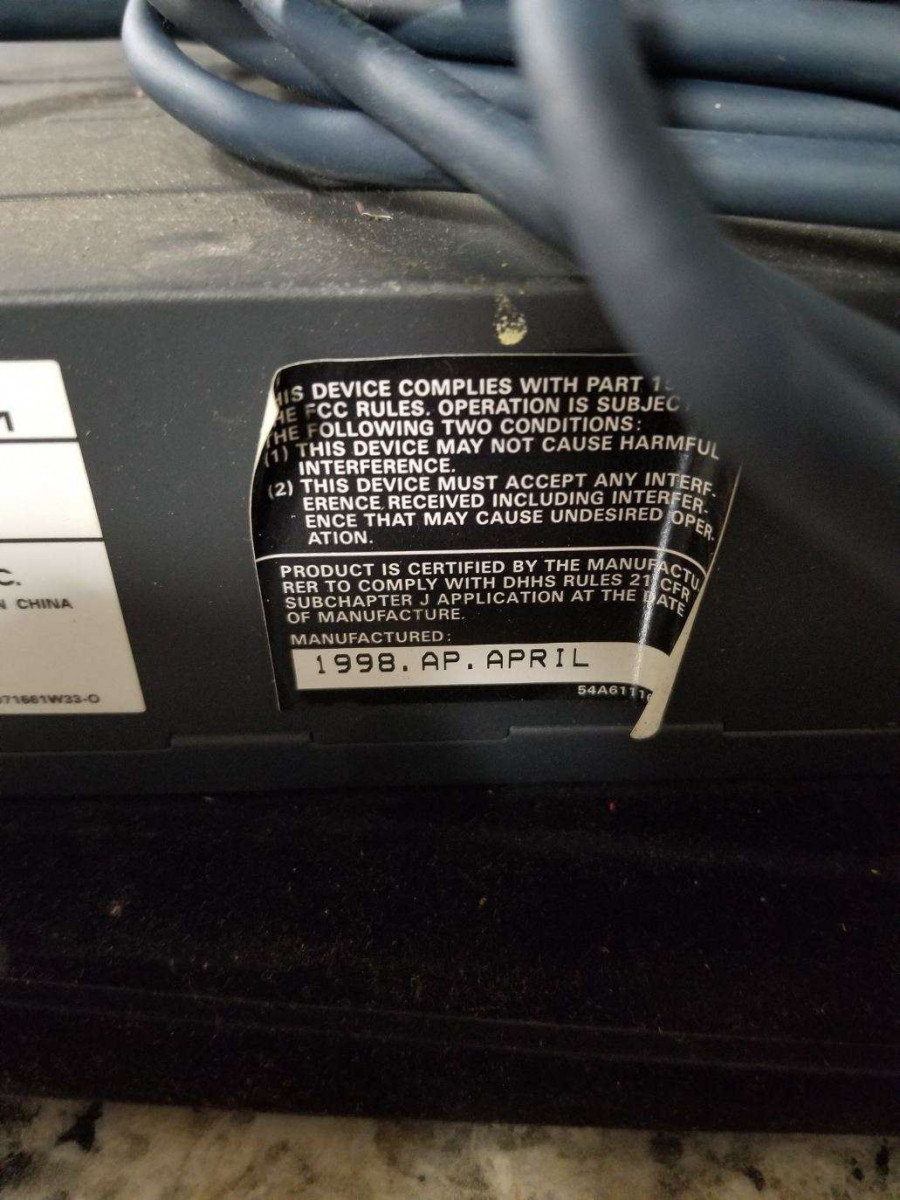 C.
CHINA
71661W33-O
IS DEVICE COMPLIES WITH PART
FCC RULES. OPERATION IS SUBJEC
THE FOLLOWING TWO CONDITIONS:
(1) THIS DEVICE MAY NOT CAUSE HARMFUL
INTERFERENCE.
(2) THIS DEVICE MUST ACCEPT ANY INTERF-
ERENCE RECEIVED INCLUDING INTERFER-
ENCE THAT MAY CAUSE UNDESIRED OPER-
ATION.
PRODUCT IS CERTIFIED BY THE MANUFACTU
RER TO COMPLY WITH DHHS RULES 21 CFR
SUBCHAPTER J APPLICATION AT THE DATE
OF MANUFACTURE.
MANUFACTURED:
1998. AP. APRIL
54A6111